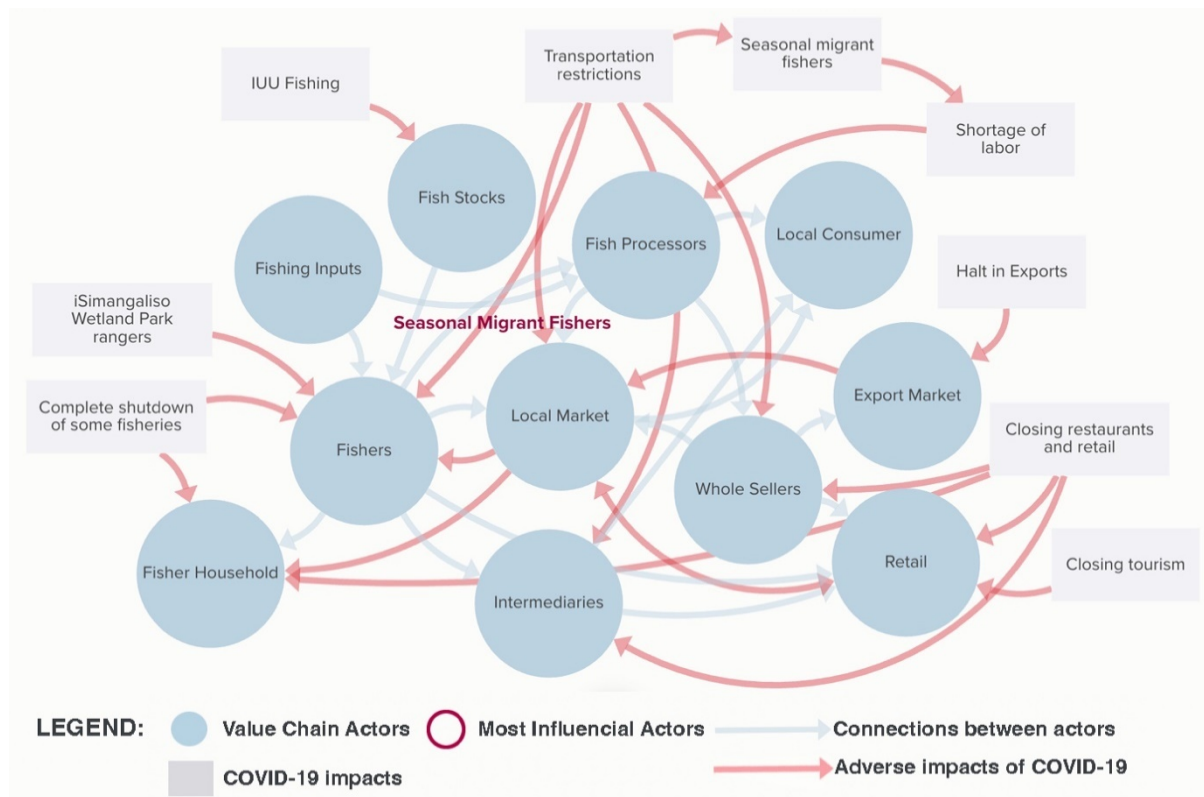 Transportation
restrictions
Seasonal migrant
fishers
IUU Fishing
Shortage of
labor
Fish Stocks
Fish Processors
Local Consumer
Fishing Inputs
Halt in Exports
iSimangaliso
Wetland Park
rangers
Seasonal Migrant Fishers
Complete shutdown
of some fisheries
Local Market
Export Market
Closing restaurants
and retail
Fishers
Whole Sellers
Fisher Household
Intermediaries
Retail
Closing tourism
LEGEND:
Value Chain Actors
Most Influencial Actors
Connections between actors
COVID-19 impacts
Adverse impacts of COVID-19